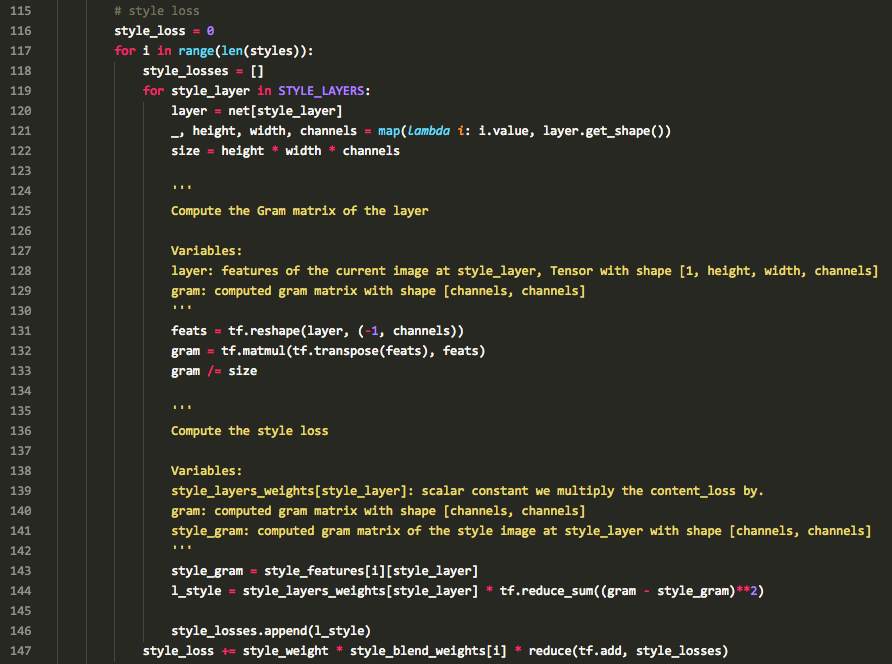 115 # style loss
116 style_loss = 0
117 for i in range(len(styles)):
118 style_losses = []
119 for style_layer in STYLE_LAYERS:
120 layer = net[style_layer]
121 _, height, width, channels = map(lambda i: i.value, layer.get_shape())
122 size = height * width * channels
123
124 '''
125 Compute the Gram matrix of the layer
126
127 Variables:
128 layer: features of the current image at style_layer, Tensor with shape [1, height, width, channels]
129 gram: computed gram matrix with shape [channels, channels]
130 '''
131 feats = tf.reshape(layer, (-1, channels))
132 gram = tf.matmul(tf.transpose(feats), feats)
133 gram /= size
134
135 '''
136 Compute the style loss
137
138 Variables:
139 style_layers_weights[style_layer]: scalar constant we multiply the content_loss by.
140 gram: computed gram matrix with shape [channels, channels]
141 style_gram: computed gram matrix of the style image at style_layer with shape [channels, channels]
142 '''
143 style_gram = style_features[i][style_layer]
144 l_style = style_layers_weights[style_layer] * tf.reduce_sum((gram - style_gram)**2)
145
146 style_losses.append(l_style)
147 style_loss += style_weight * style_blend_weights[i] * reduce(tf.add, style_losses)